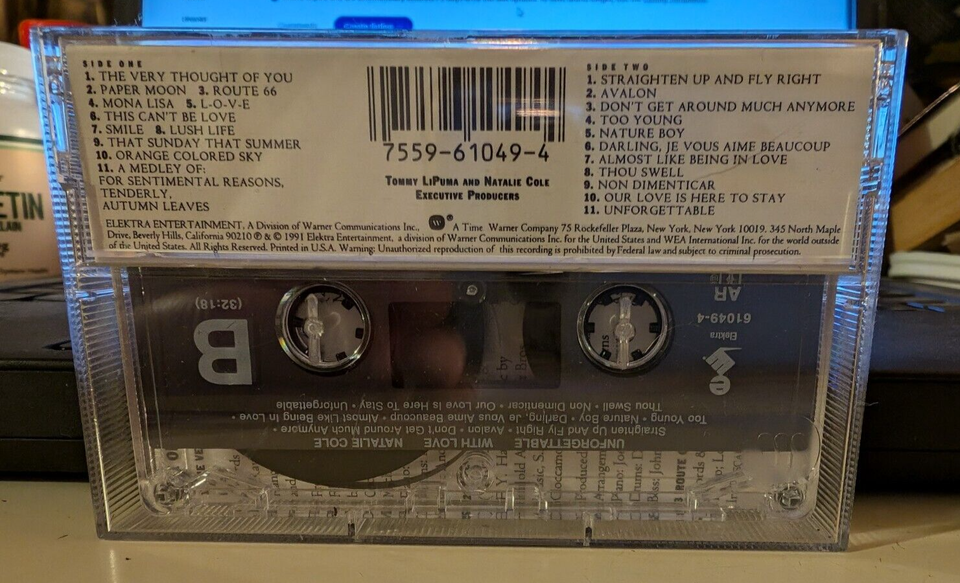 SIDE ONE
1. THE VERY THOUGHT OF YOU
2. PAPER MOON 3. ROUTE 66
4. MONA LISA 5. L-O-V-E
6. THIS CAN'T BE LOVE
7. SMILE 8. LUSH LIFE
9. THAT SUNDAY THAT SUMMER
10. ORANGE COLORED SKY
11. A MEDLEY OF:
FOR SENTIMENTAL REASONS,
TENDERLY,
AUTUMN LEAVES
7559-61049-4
TOMMY LIPUMA AND NATALIE COLE
EXECUTIVE PRODUCERS
SIDE TWO
1. STRAIGHTEN UP AND FLY RIGHT
2. AVALON
3. DON'T GET AROUND MUCH ANYMORE
4. TOO YOUNG
5. NATURE BOY
6. DARLING, JE VOUS AIME BEAUCOUP
7. ALMOST LIKE BEING IN LOVE
8. THOU SWELL
9. NON DIMENTICAR
10. OUR LOVE IS HERE TO STAY
11. UNFORGETTABLE
ELEKTRA ENTERTAINMENT, A Division of Warner Communications Inc., ® A Time Warner Company 75 Rockefeller Plaza, New York, New York, 10019. 345 North Maple
Drive, Beverly Hills, California 90210 ℗ & © 1991 Elektra Entertainment, a division of Warner Communications Inc. for the United States and WEA International Inc. for the world outside
of the United States. All Rights Reserved. Printed in U.S.A. Warning: Unauthorized reproduction of this recording is prohibited by Federal law and subject to criminal prosecution.
UNFORGETTABLE WITH LOVE NATALIE COLE
Straighten Up And Fly Right • Avalon • Don't Get Around Much Anymore •
Too Young • Nature Boy • Darling, Je Vous Aime Beaucoup • Almost Like Being In Love •
Thou Swell • Non Dimenticar • Our Love Is Here To Stay • Unforgettable
e
Elektra
61049-4
AR
B
(32:18)
ETIN